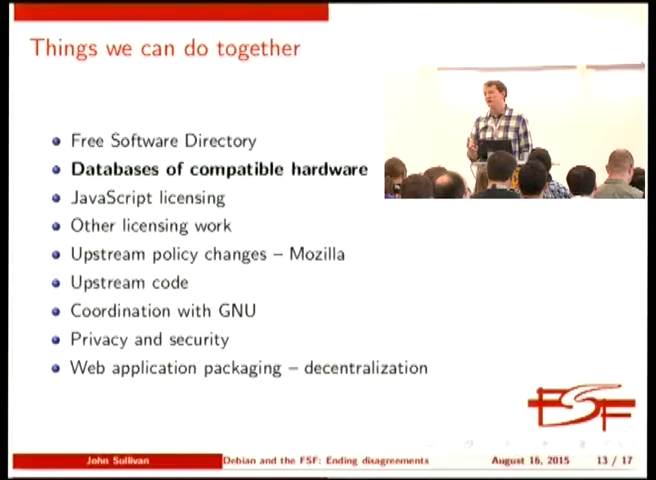 Things we can do together
Free Software Directory
Databases of compatible hardware
JavaScript licensing
Other licensing work
Upstream policy changes – Mozilla
Upstream code
Coordination with GNU
Privacy and security
Web application packaging – decentralization
FSF
John Sullivan
Debian and the FSF: Ending disagreements
August 16, 2015
13 / 17